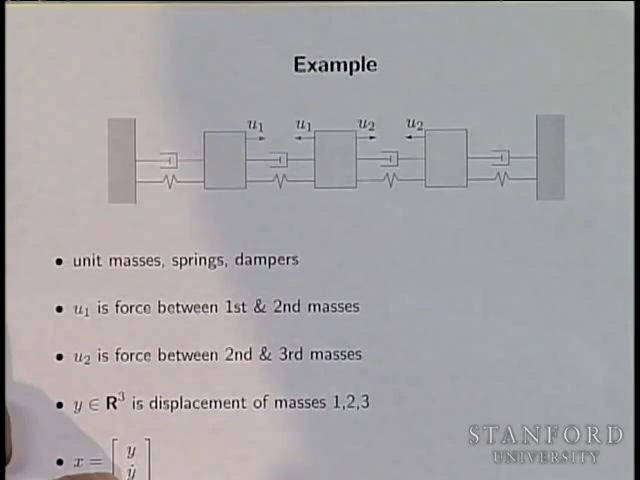 Example
u₁ u₁ u₂ u₂
• unit masses, springs, dampers
• u₁ is force between 1st & 2nd masses
• u₂ is force between 2nd & 3rd masses
• y ∈ R³ is displacement of masses 1,2,3
• x = [ y
ẏ ]
STANFORD
UNIVERSITY